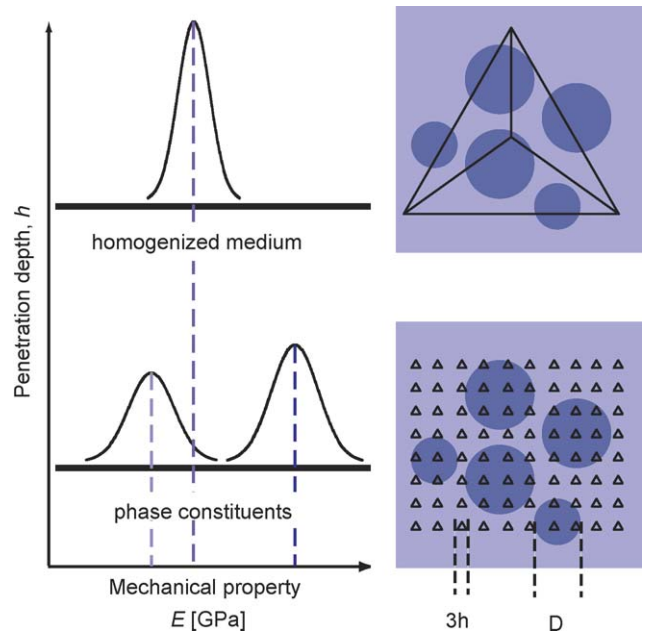 Penetration depth, h
homogenized medium
phase constituents
Mechanical property
E [GPa]
3h
D